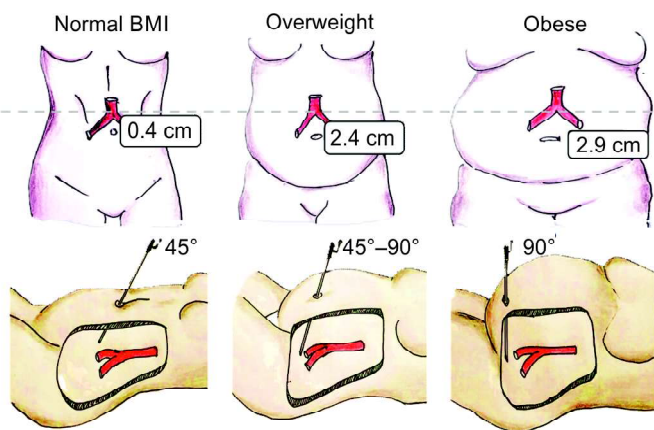 Normal BMI
Overweight
Obese
0.4 cm
2.4 cm
2.9 cm
45°
45°–90°
90°